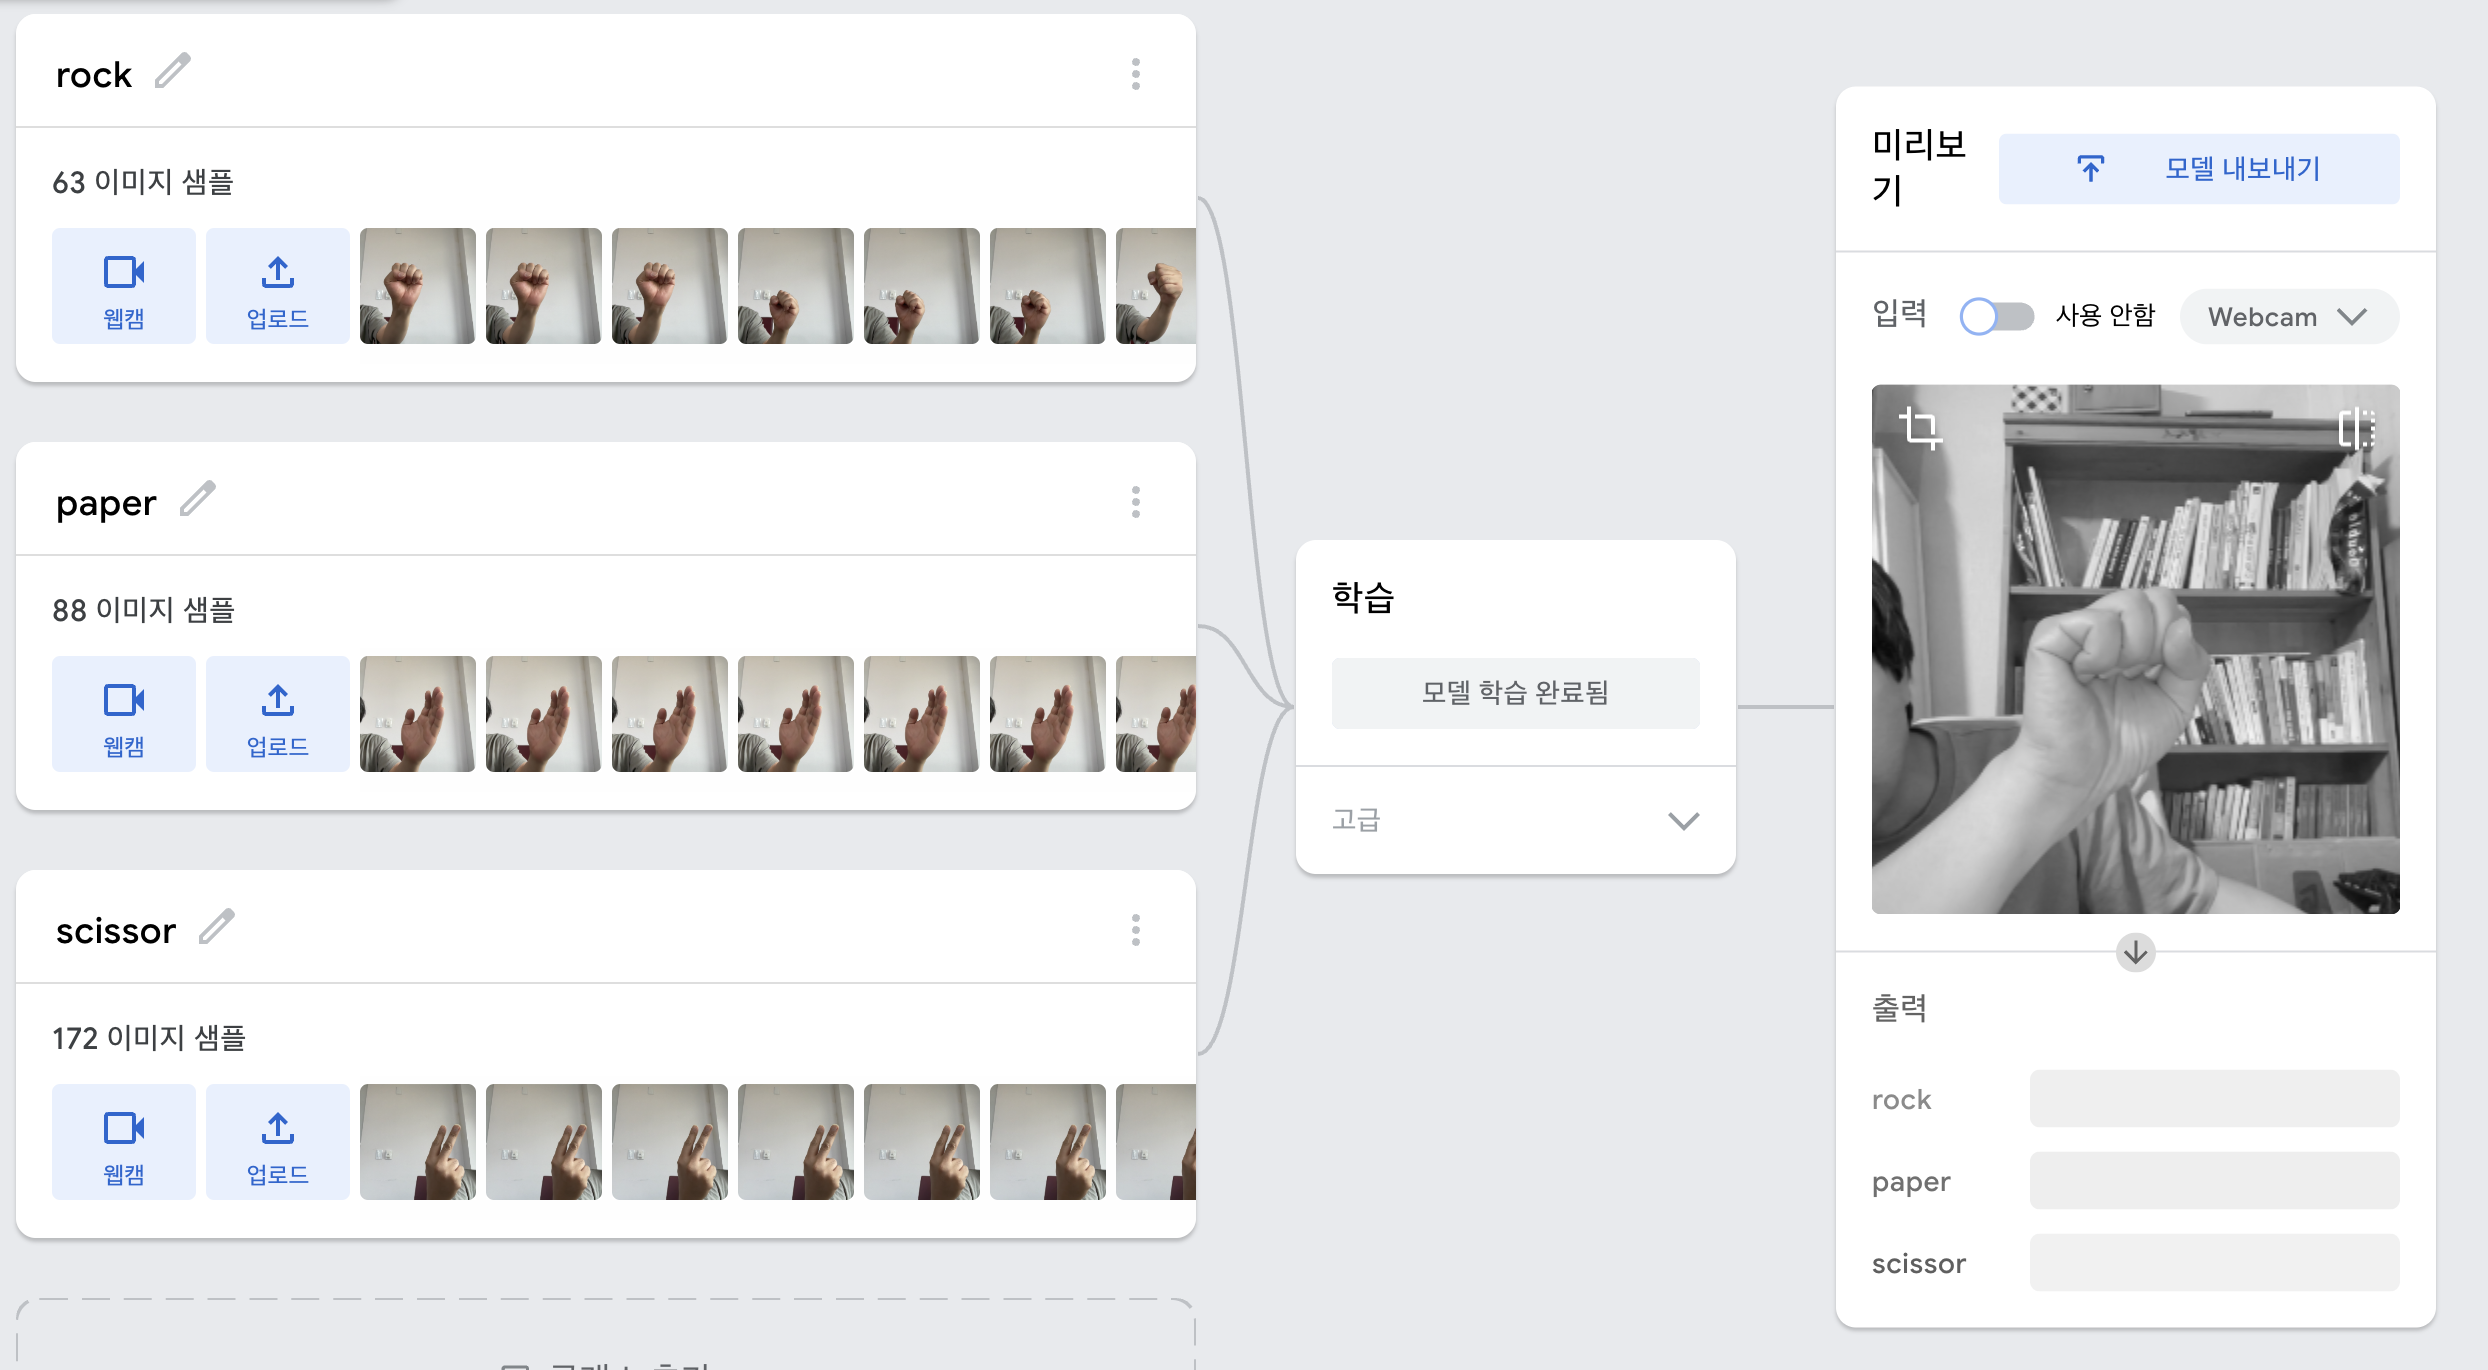 rock
63 이미지 샘플
웹캠
업로드
paper
88 이미지 샘플
웹캠
업로드
scissor
172 이미지 샘플
웹캠
업로드
학습
모델 학습 완료됨
고급
미리보
기
모델 내보내기
입력
사용 안함
Webcam
출력
rock
paper
scissor